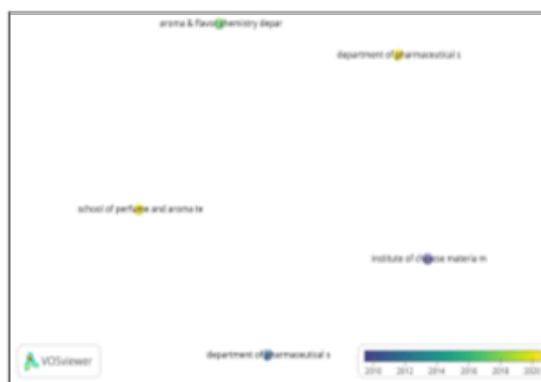 aroma & flavor chemistry depar
department of pharmaceutical s
school of perfume and aroma te
institute of chinese materia m
department of pharmaceutical s
VOSviewer
2010 2012 2014 2016 2018 2020